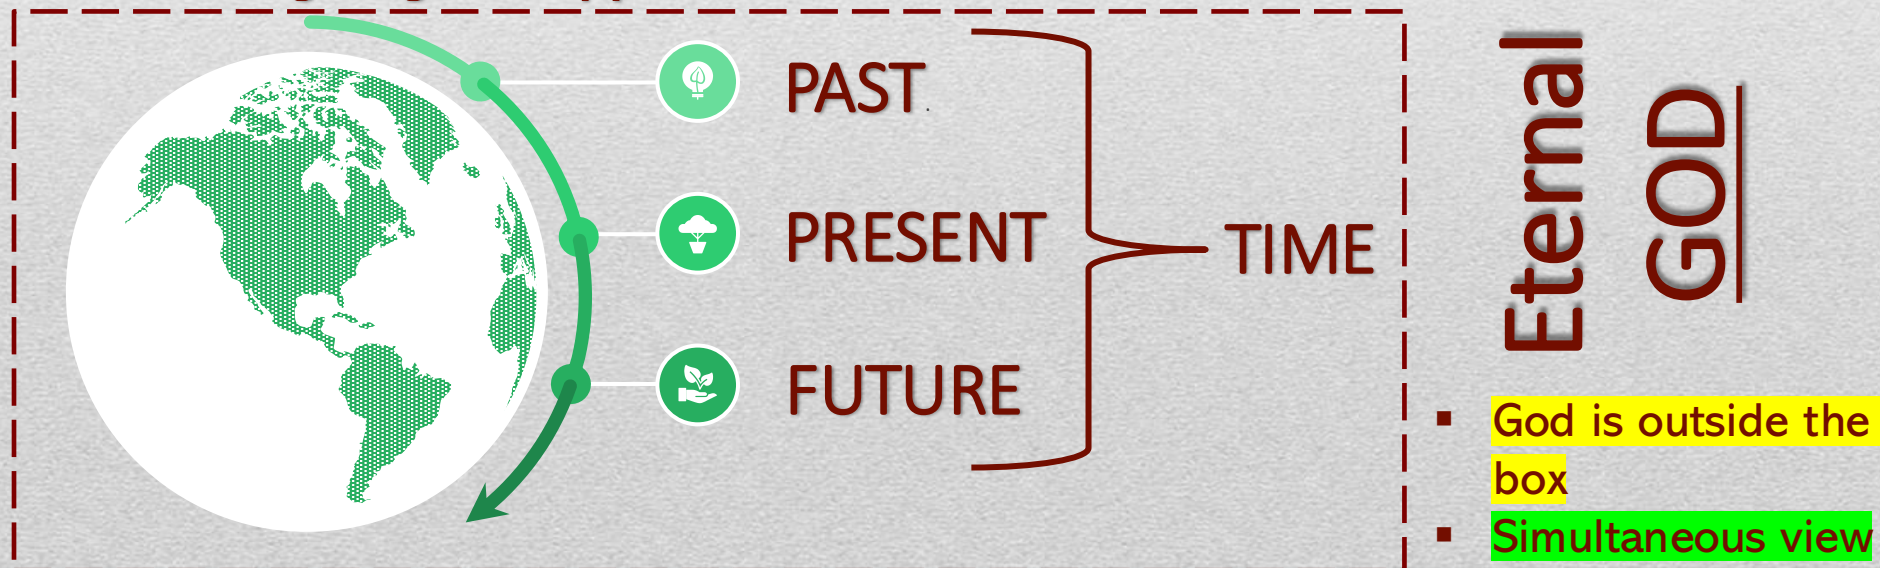 PAST
PRESENT
FUTURE
TIME
Eternal
GOD
▪ God is outside the
box
▪ Simultaneous view